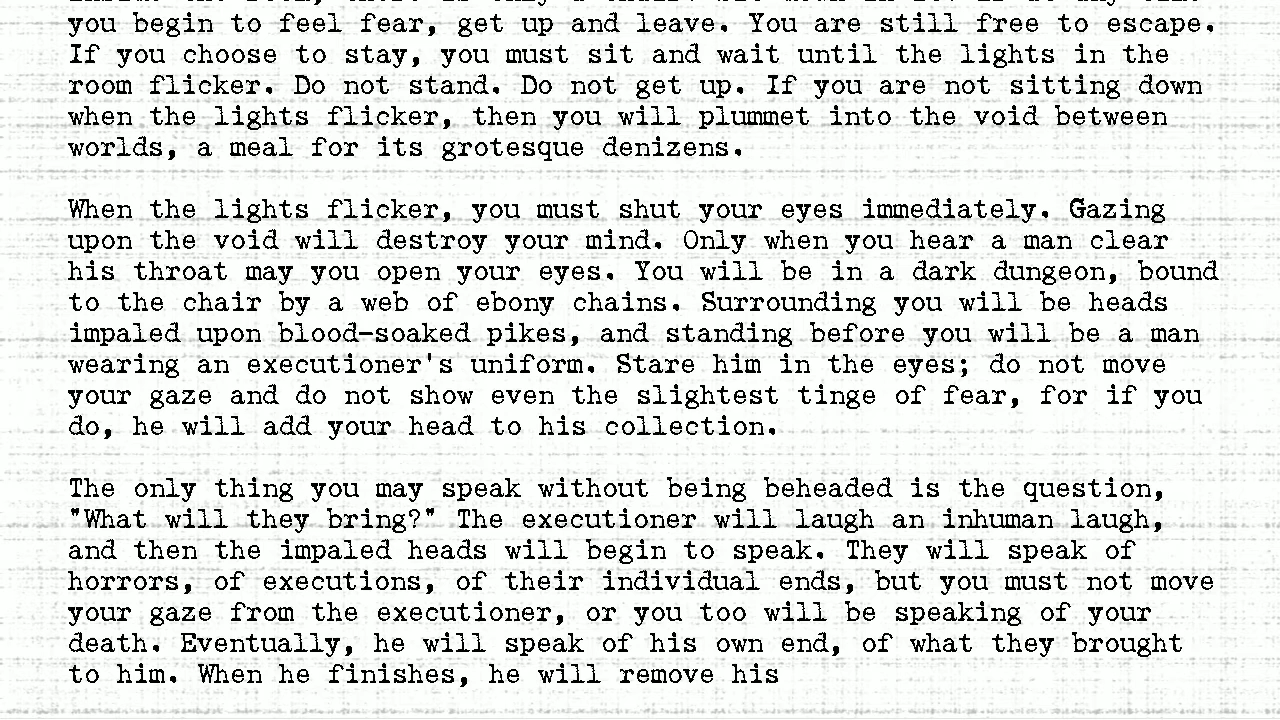 you begin to feel fear, get up and leave. You are still free to escape.
If you choose to stay, you must sit and wait until the lights in the
room flicker. Do not stand. Do not get up. If you are not sitting down
when the lights flicker, then you will plummet into the void between
worlds, a meal for its grotesque denizens.
When the lights flicker, you must shut your eyes immediately. Gazing
upon the void will destroy your mind. Only when you hear a man clear
his throat may you open your eyes. You will be in a dark dungeon, bound
to the chair by a web of ebony chains. Surrounding you will be heads
impaled upon blood-soaked pikes, and standing before you will be a man
wearing an executioner's uniform. Stare him in the eyes; do not move
your gaze and do not show even the slightest tinge of fear, for if you
do, he will add your head to his collection.
The only thing you may speak without being beheaded is the question,
"What will they bring?" The executioner will laugh an inhuman laugh,
and then the impaled heads will begin to speak. They will speak of
horrors, of executions, of their individual ends, but you must not move
your gaze from the executioner, or you too will be speaking of your
death. Eventually, he will speak of his own end, of what they brought
to him. When he finishes, he will remove his